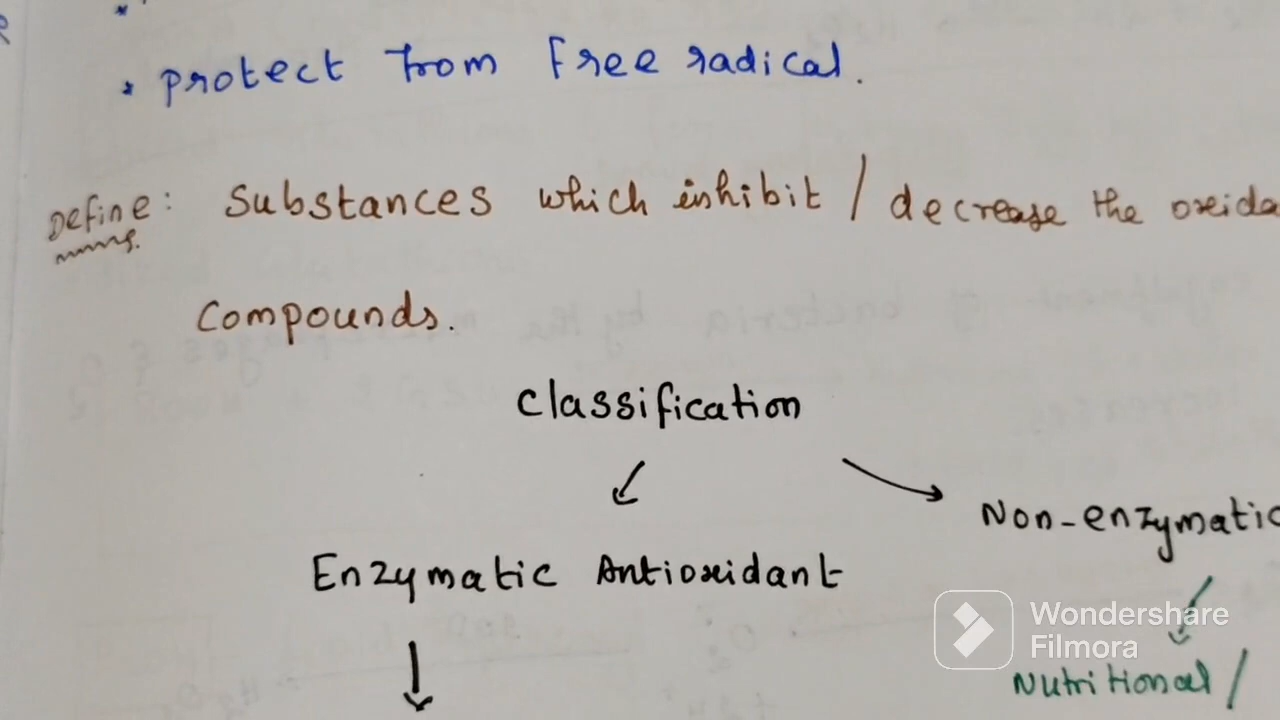 • Protect from Free radical.
Define: Substances which inhibit / decrease the oxida
Compounds.
Classification
Non-enzymatic
Enzymatic Antioxidant
Nutritional /
Wondershare
Filmora